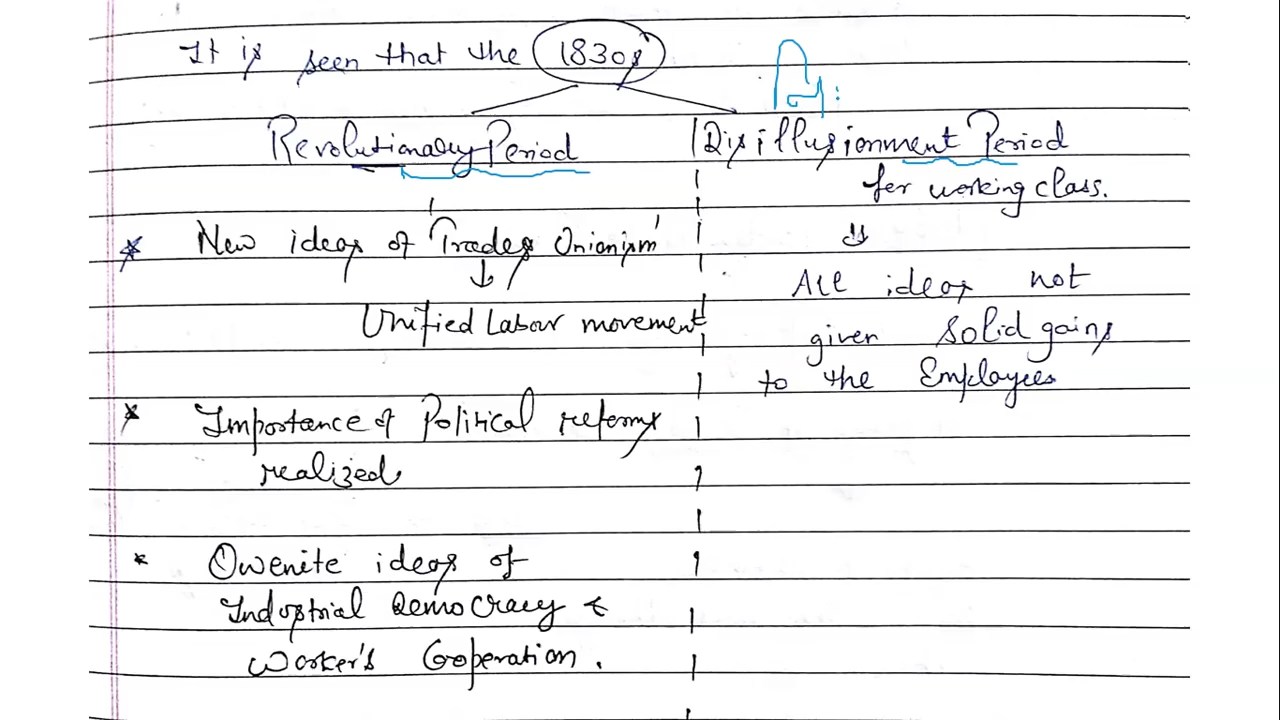 It is seen that the 1830s
Revolutionary Period
Disillusionment Period
for working class.
* New ideas of 'Trades Unionism'
↓
Unified Labour movement
⇓
All ideas not
given solid gains
to the Employees
* Importance of Political reforms
realized
* Owenite ideas of
Industrial Democracy &
Worker's Cooperation.